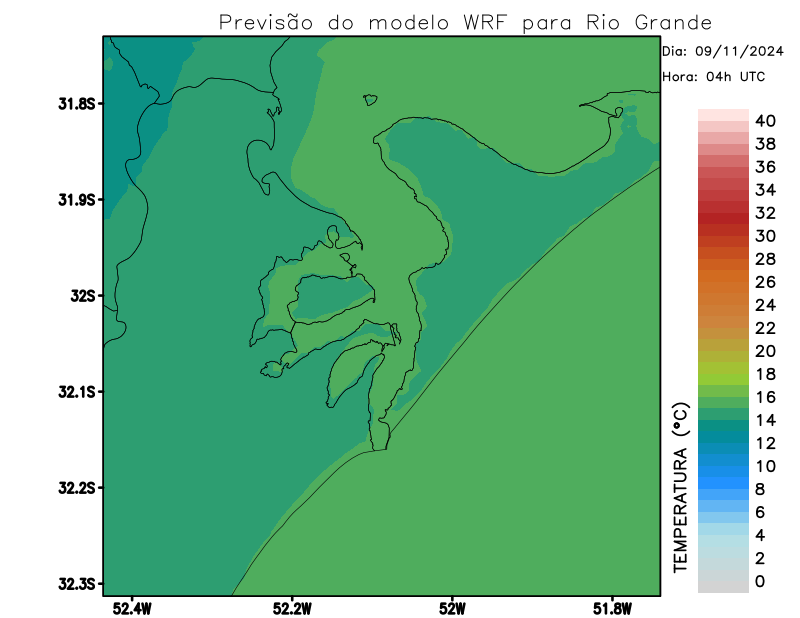 Previsão do modelo WRF para Rio Grande
Dia: 09/11/2024
Hora: 04h UTC
31.8S
31.9S
32S
32.1S
32.2S
32.3S
52.4W
52.2W
52W
51.8W
TEMPERATURA (°C)
40
38
36
34
32
30
28
26
24
22
20
18
16
14
12
10
8
6
4
2
0